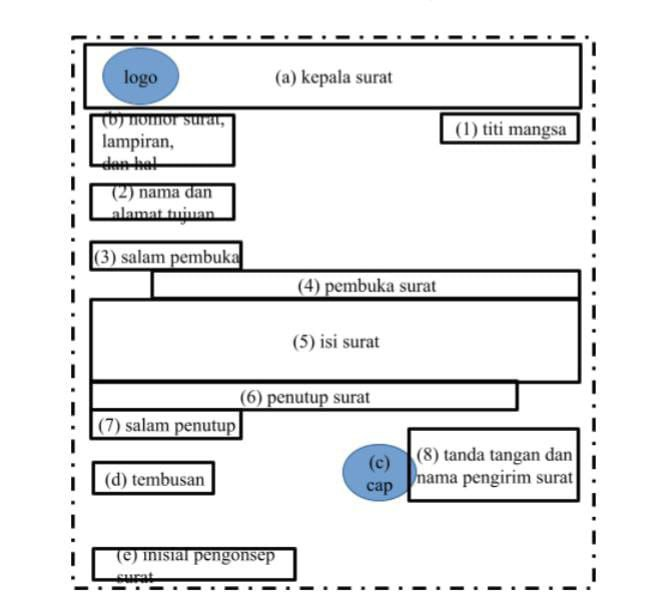 logo
(a) kepala surat
(b) nomor surat,
lampiran,
dan hal
(1) titi mangsa
(2) nama dan
alamat tujuan
(3) salam pembuka
(4) pembuka surat
(5) isi surat
(6) penutup surat
(7) salam penutup
(8) tanda tangan dan
nama pengirim surat
(c)
cap
(d) tembusan
(e) inisial pengonsep
surat